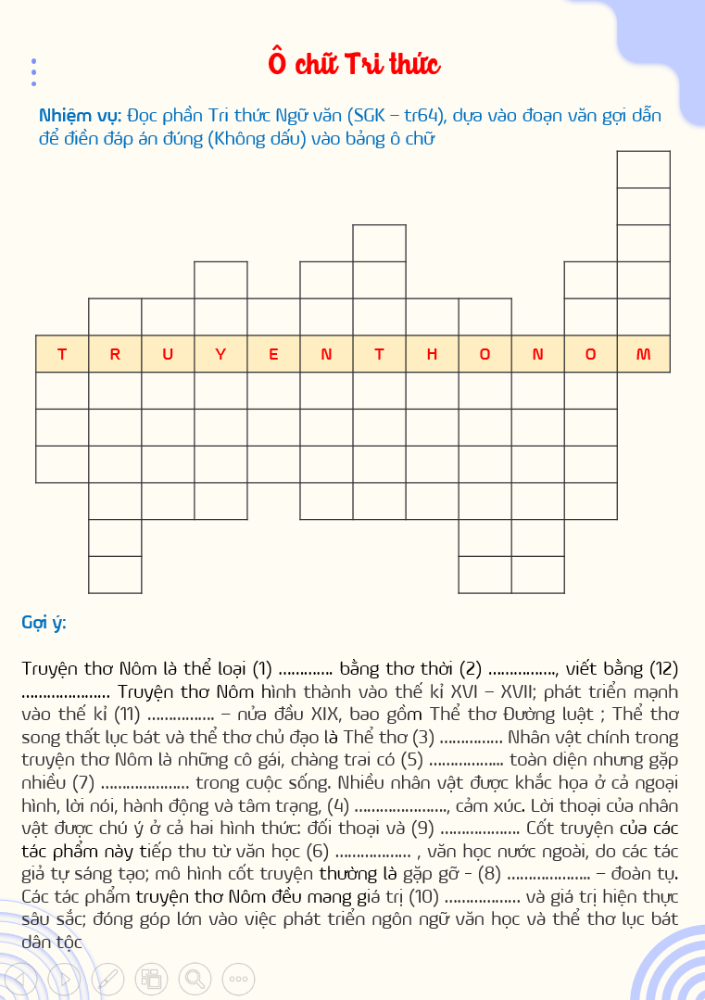 Ô chữ Tri thức
Nhiệm vụ: Đọc phần Tri thức Ngữ văn (SGK – tr64), dựa vào đoạn văn gợi dẫn
để điền đáp án đúng (Không dấu) vào bảng ô chữ
T R U Y E N T H O N O M
Gợi ý:
Truyện thơ Nôm là thể loại (1) …………. bằng thơ thời (2) ……………., viết bằng (12)
………………… Truyện thơ Nôm hình thành vào thế kỉ XVI – XVII; phát triển mạnh
vào thế kỉ (11) ……………. – nửa đầu XIX, bao gồm Thể thơ Đường luật ; Thể thơ
song thất lục bát và thể thơ chủ đạo là Thể thơ (3) …………… Nhân vật chính trong
truyện thơ Nôm là những cô gái, chàng trai có (5) …………….. toàn diện nhưng gặp
nhiều (7) ………………… trong cuộc sống. Nhiều nhân vật được khắc họa ở cả ngoại
hình, lời nói, hành động và tâm trạng, (4) …………………., cảm xúc. Lời thoại của nhân
vật được chú ý ở cả hai hình thức: đối thoại và (9) ………………. Cốt truyện của các
tác phẩm này tiếp thu từ văn học (6) ……………… , văn học nước ngoài, do các tác
giả tự sáng tạo; mô hình cốt truyện thường là gặp gỡ - (8) ……………….. – đoàn tụ.
Các tác phẩm truyện thơ Nôm đều mang giá trị (10) ……………… và giá trị hiện thực
sâu sắc; đóng góp lớn vào việc phát triển ngôn ngữ văn học và thể thơ lục bát
dân tộc